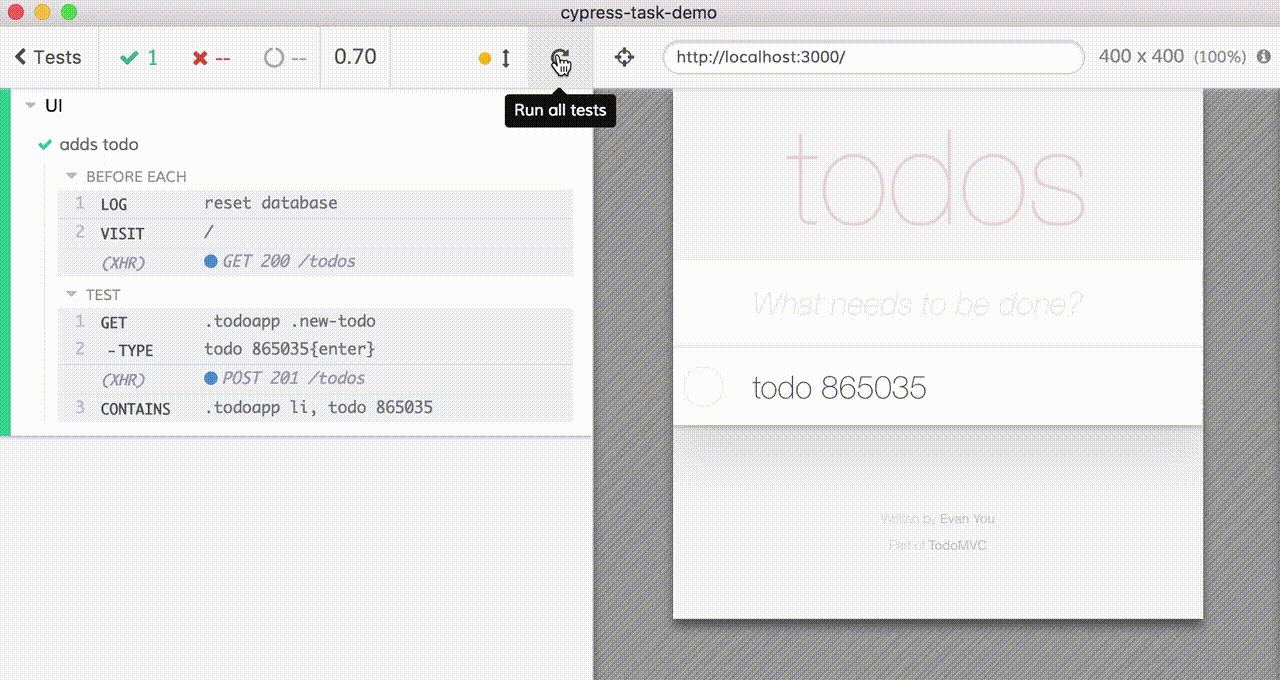 cypress-task-demo
Tests 1 -- -- 0.70 http://localhost:3000/ 400 x 400 (100%)
Run all tests
UI
adds todo
BEFORE EACH
1 LOG reset database
2 VISIT /
(XHR) GET 200 /todos
TEST
1 GET .todoapp .new-todo
2 -TYPE todo 865035{enter}
(XHR) POST 201 /todos
3 CONTAINS .todoapp li, todo 865035
todos
What needs to be done?
todo 865035
Written by Evan You
Part of TodoMVC